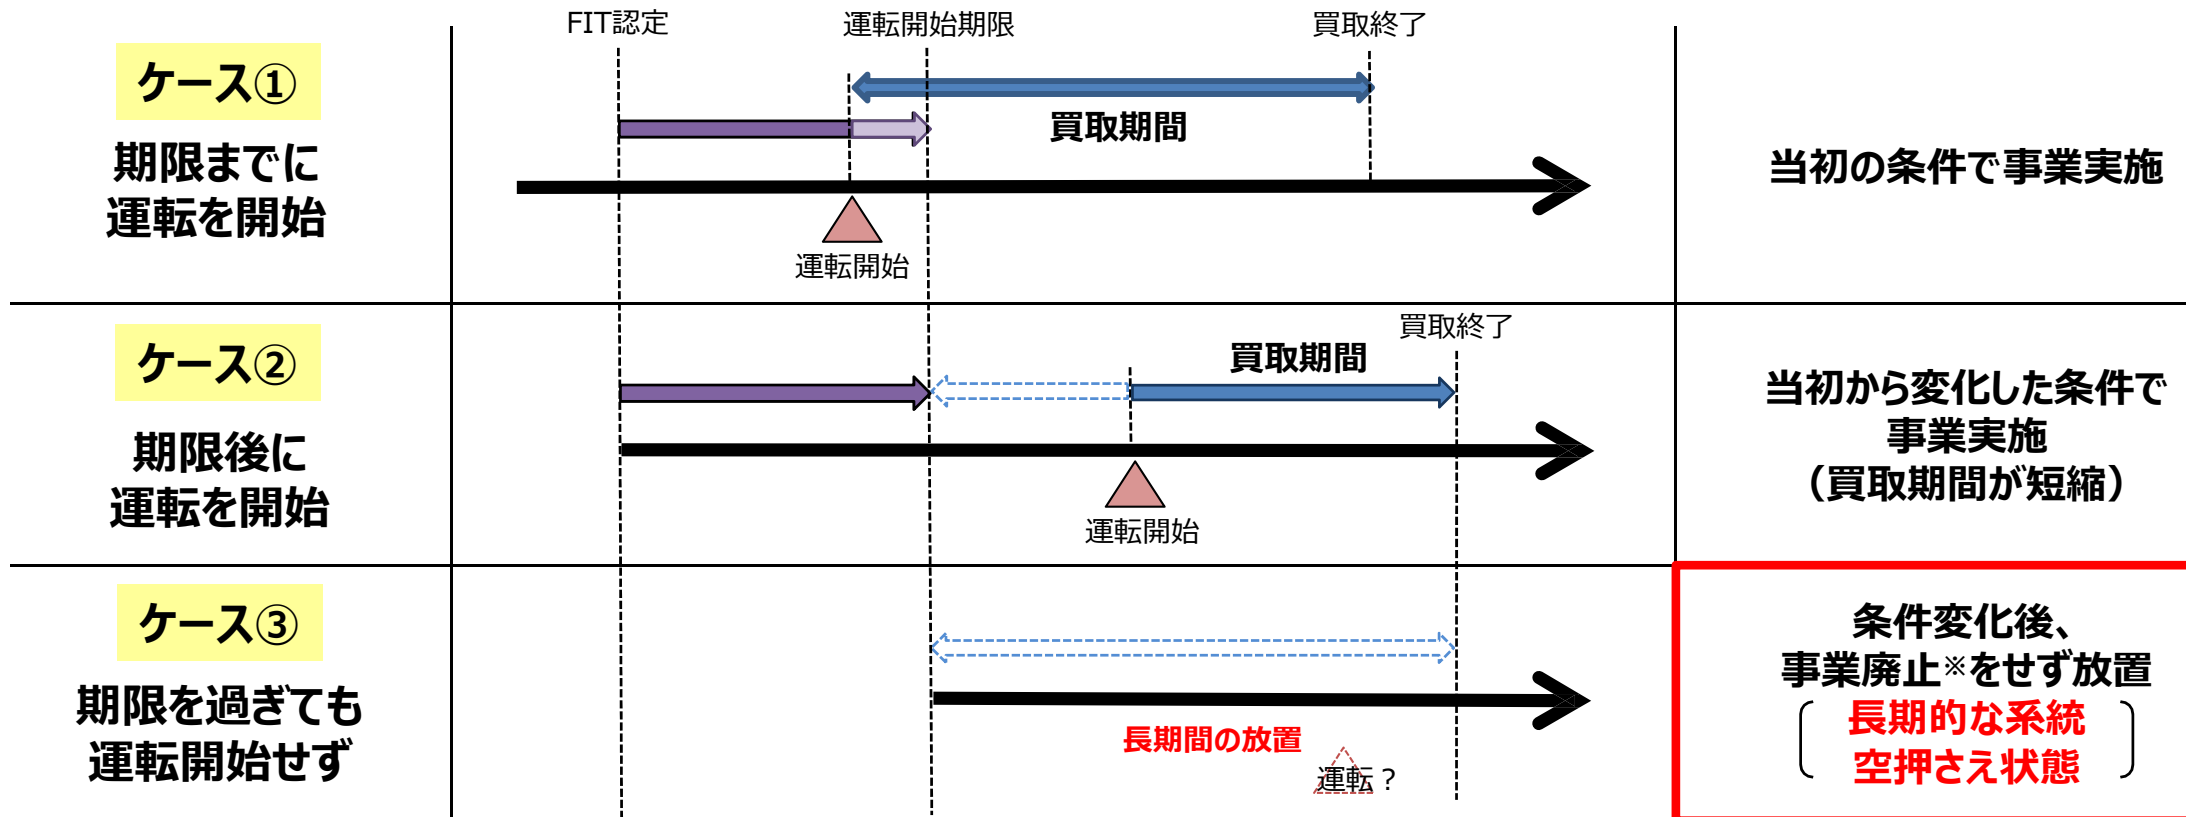 FIT認定
運転開始期限
買取終了
ケース①
期限までに
運転を開始
買取期間
運転開始
当初の条件で事業実施
ケース②
期限後に
運転を開始
買取終了
買取期間
運転開始
当初から変化した条件で
事業実施
（買取期間が短縮）
ケース③
期限を過ぎても
運転開始せず
長期間の放置
運転？
条件変化後、
事業廃止※をせず放置
長期的な系統
空押さえ状態